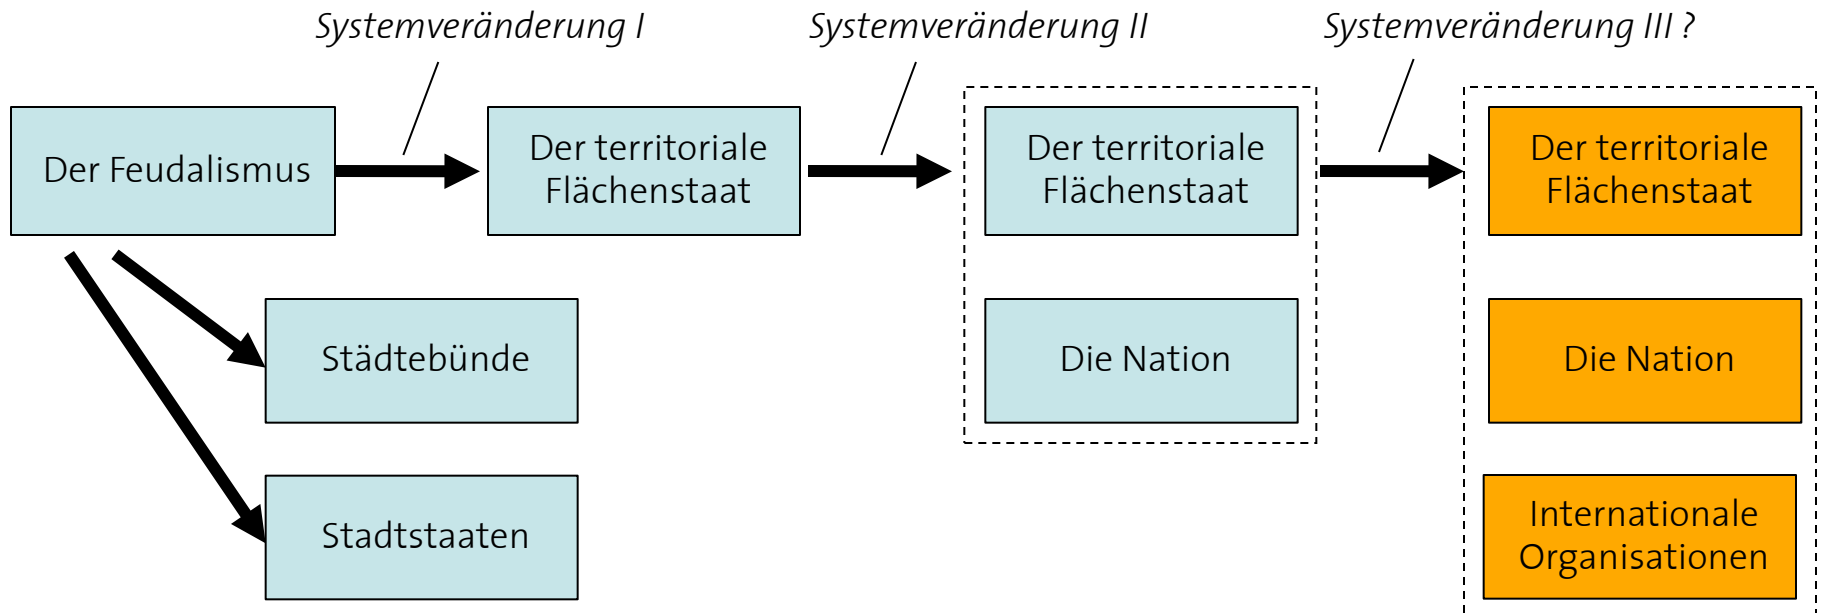 Systemveränderung I
Systemveränderung II
Systemveränderung III ?
Der Feudalismus
Der territoriale
Flächenstaat
Der territoriale
Flächenstaat
Der territoriale
Flächenstaat
Städtebünde
Die Nation
Die Nation
Stadtstaaten
Internationale
Organisationen